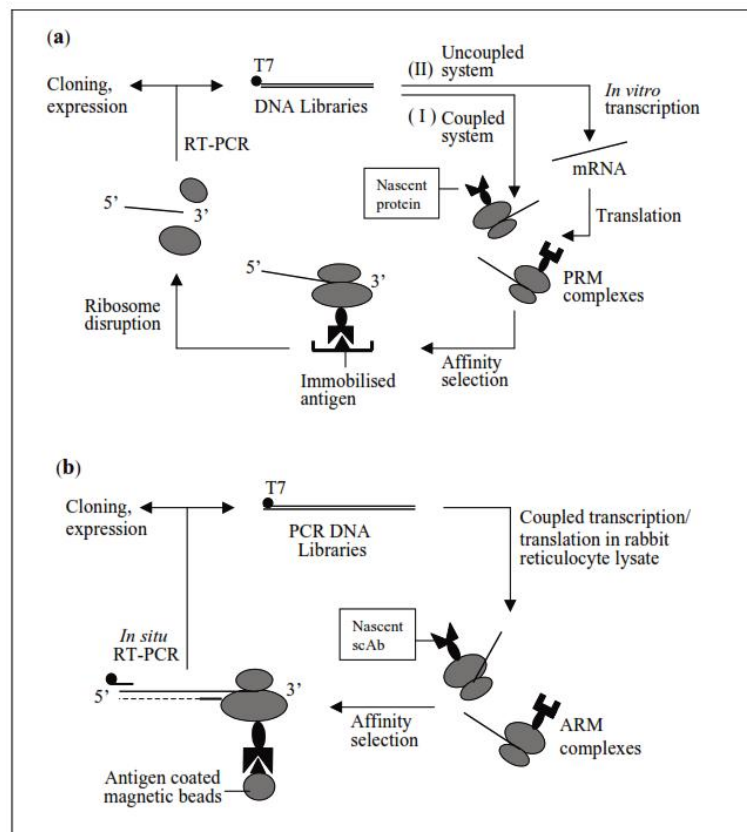 (a)
T7
Cloning,
expression
DNA Libraries
(II)
Uncoupled
system
( I )
Coupled
system
In vitro
transcription
RT-PCR
mRNA
Nascent
protein
Translation
5’
3’
5’
3’
PRM
complexes
Ribosome
disruption
Affinity
selection
Immobilised
antigen
(b)
T7
Cloning,
expression
PCR DNA
Libraries
Coupled transcription/
translation in rabbit
reticulocyte lysate
Nascent
scAb
In situ
RT-PCR
5’
3’
Affinity
selection
ARM
complexes
Antigen coated
magnetic beads